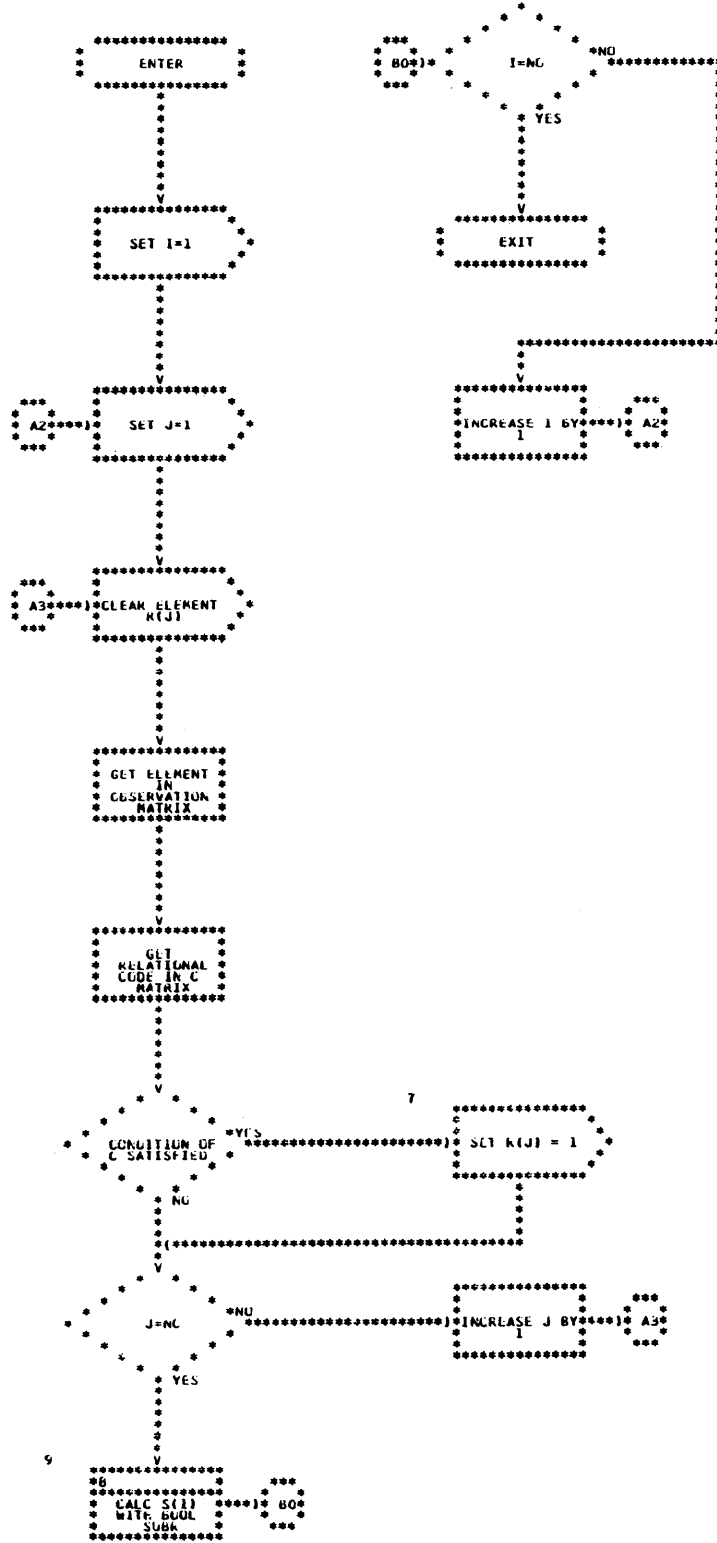 ENTER
SET I=1
A2
SET J=1
A3
CLEAR ELEMENT
R(J)
GET ELEMENT
IN
OBSERVATION
MATRIX
GET
RELATIONAL
CODE IN C
MATRIX
CONDITION OF
C SATISFIED
YES
NO
7
SET R(J) = 1
J=NO
NO
YES
INCREASE J BY
1
A3
9
B
CALC S(I)
WITH BOOL
SUBR
B0
B0
I=NO
NO
YES
EXIT
INCREASE I BY
1
A2